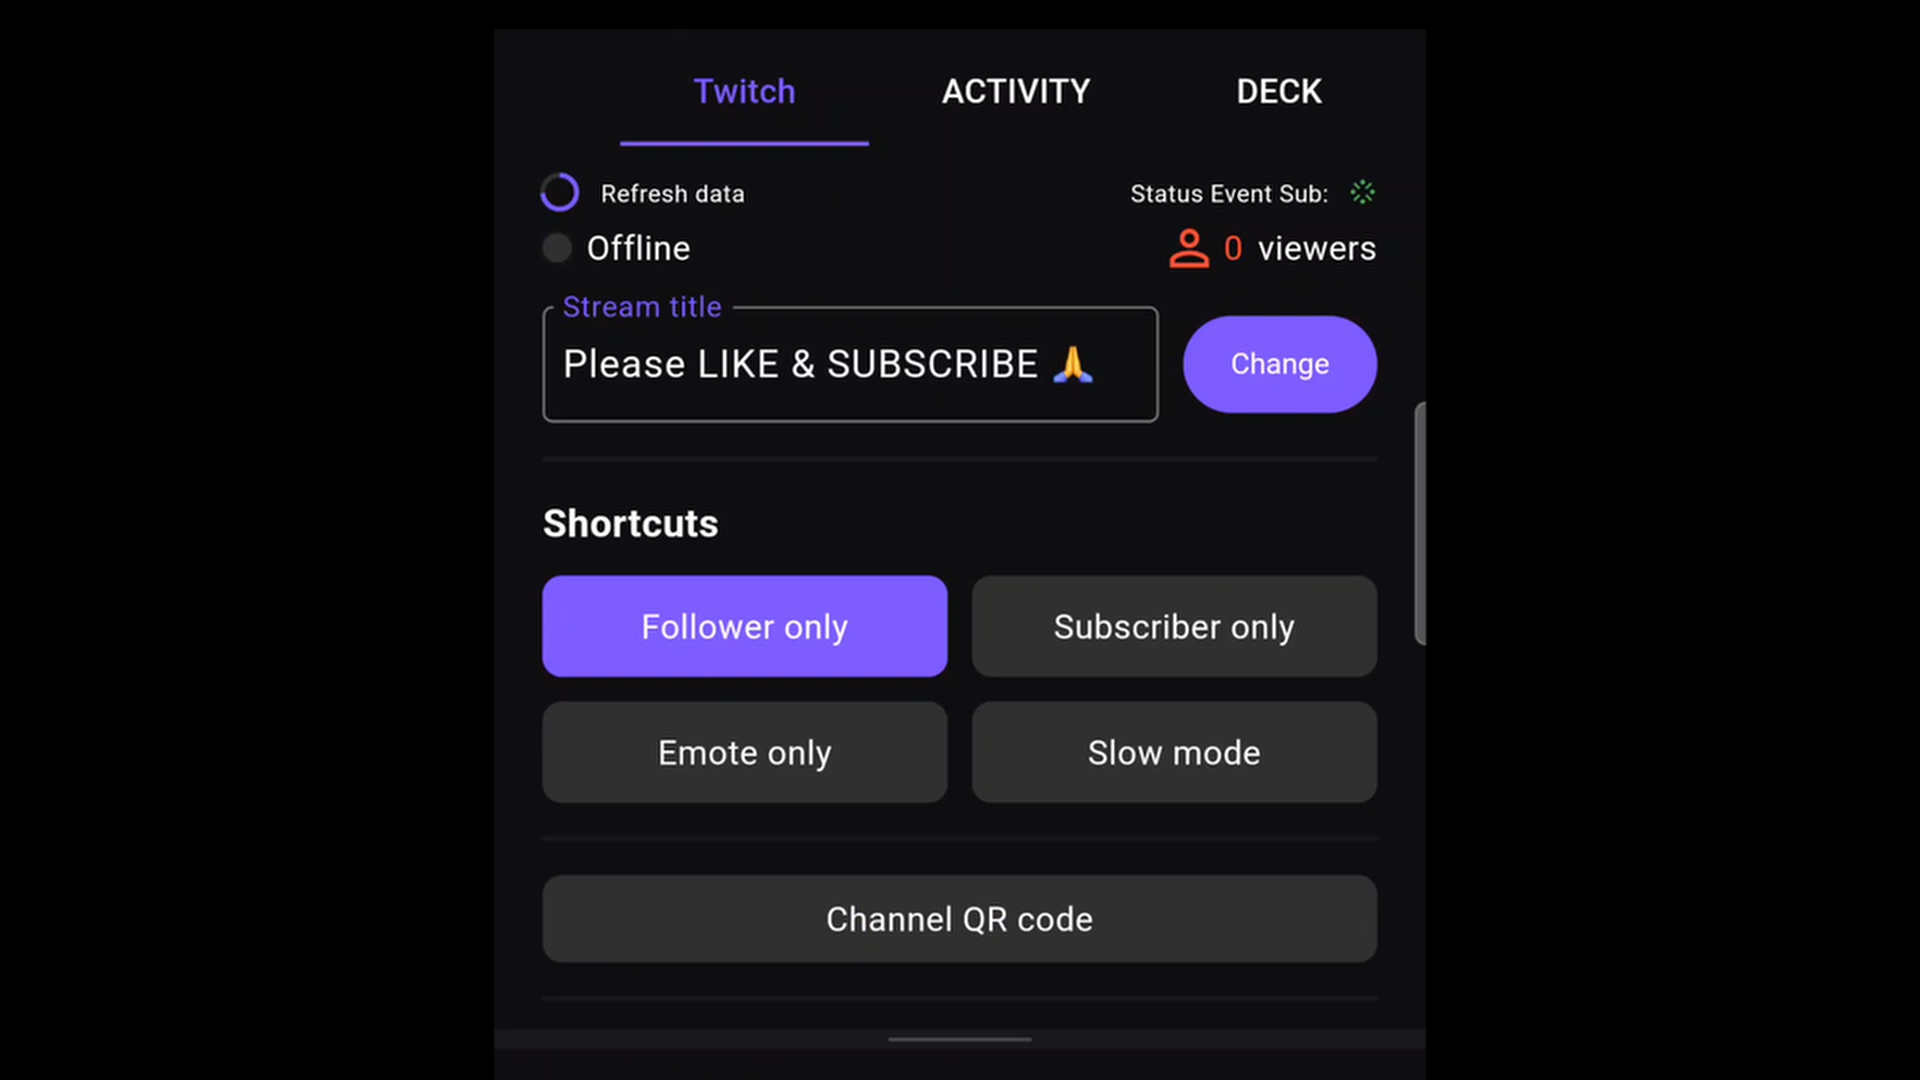 Twitch ACTIVITY DECK
Refresh data Status Event Sub:
Offline 0 viewers
Stream title
Please LIKE & SUBSCRIBE 🙏 Change
Shortcuts
Follower only Subscriber only
Emote only Slow mode
Channel QR code